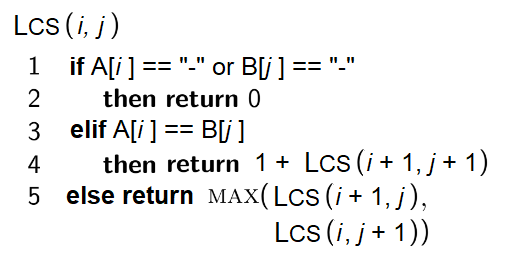 LCS(i, j)
1 if A[i] == "-" or B[j] == "-"
2 then return 0
3 elif A[i] == B[j]
4 then return 1 + LCS(i + 1, j + 1)
5 else return MAX(LCS(i + 1, j),
LCS(i, j + 1))